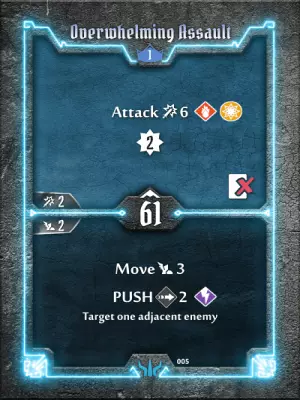 Overwhelming Assault
1
Attack 6
2
2
61
2
Move 3
PUSH 2
Target one adjacent enemy
005